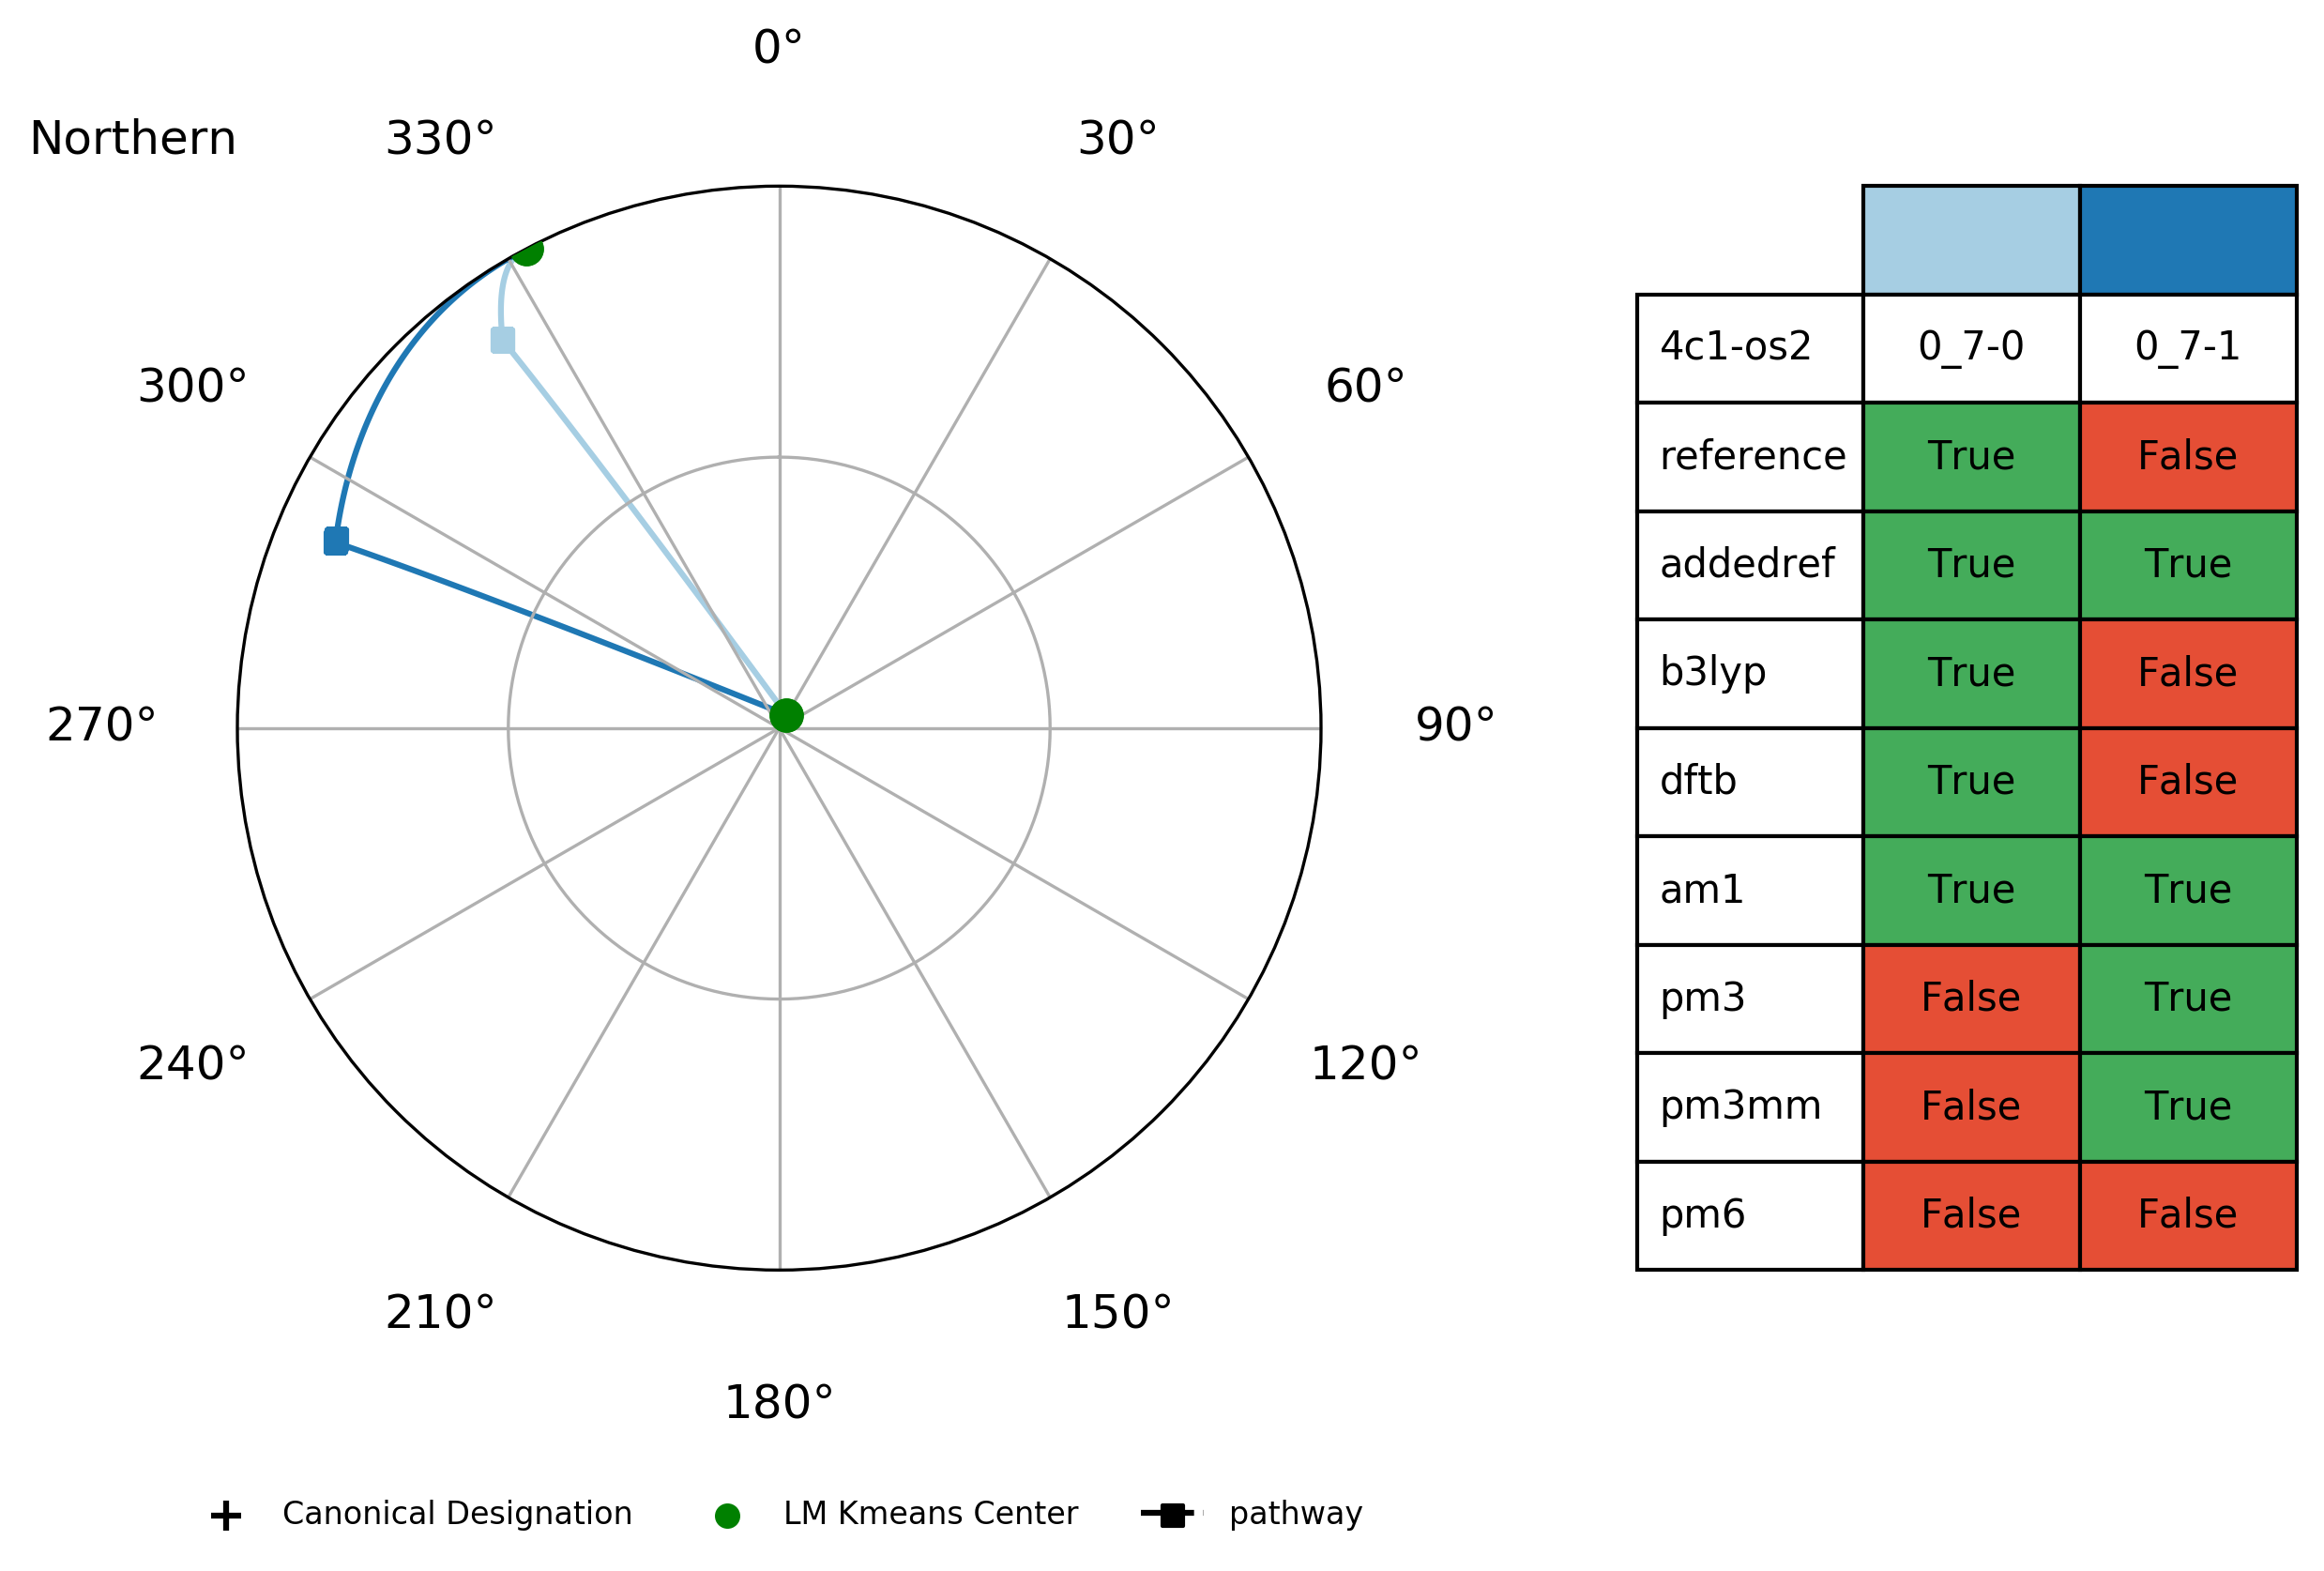 0°
Northern
330°
30°
300°
60°
270°
90°
240°
120°
210°
150°
180°
4c1-os2 0_7-0 0_7-1
reference True False
addedref True True
b3lyp True False
dftb True False
am1 True True
pm3 False True
pm3mm False True
pm6 False False
Canonical Designation LM Kmeans Center pathway